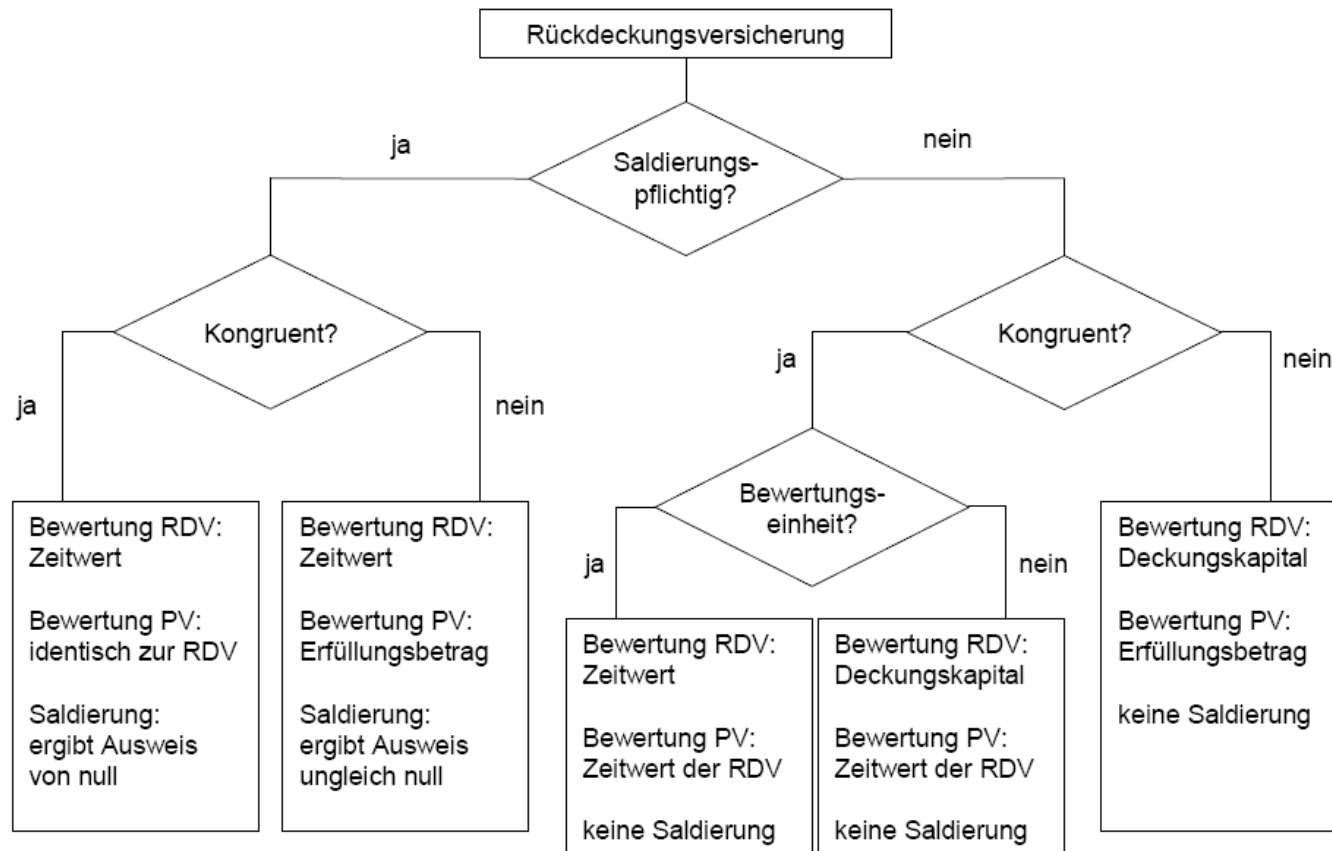 Rückdeckungsversicherung
ja
nein
Saldierungs-
pflichtig?
Kongruent?
Kongruent?
ja
nein
ja
nein
Bewertungs-
einheit?
ja
nein
Bewertung RDV:
Zeitwert
Bewertung PV:
identisch zur RDV
Saldierung:
ergibt Ausweis
von null
Bewertung RDV:
Zeitwert
Bewertung PV:
Erfüllungsbetrag
Saldierung:
ergibt Ausweis
ungleich null
Bewertung RDV:
Zeitwert
Bewertung PV:
Zeitwert der RDV
keine Saldierung
Bewertung RDV:
Deckungskapital
Bewertung PV:
Zeitwert der RDV
keine Saldierung
Bewertung RDV:
Deckungskapital
Bewertung PV:
Erfüllungsbetrag
keine Saldierung